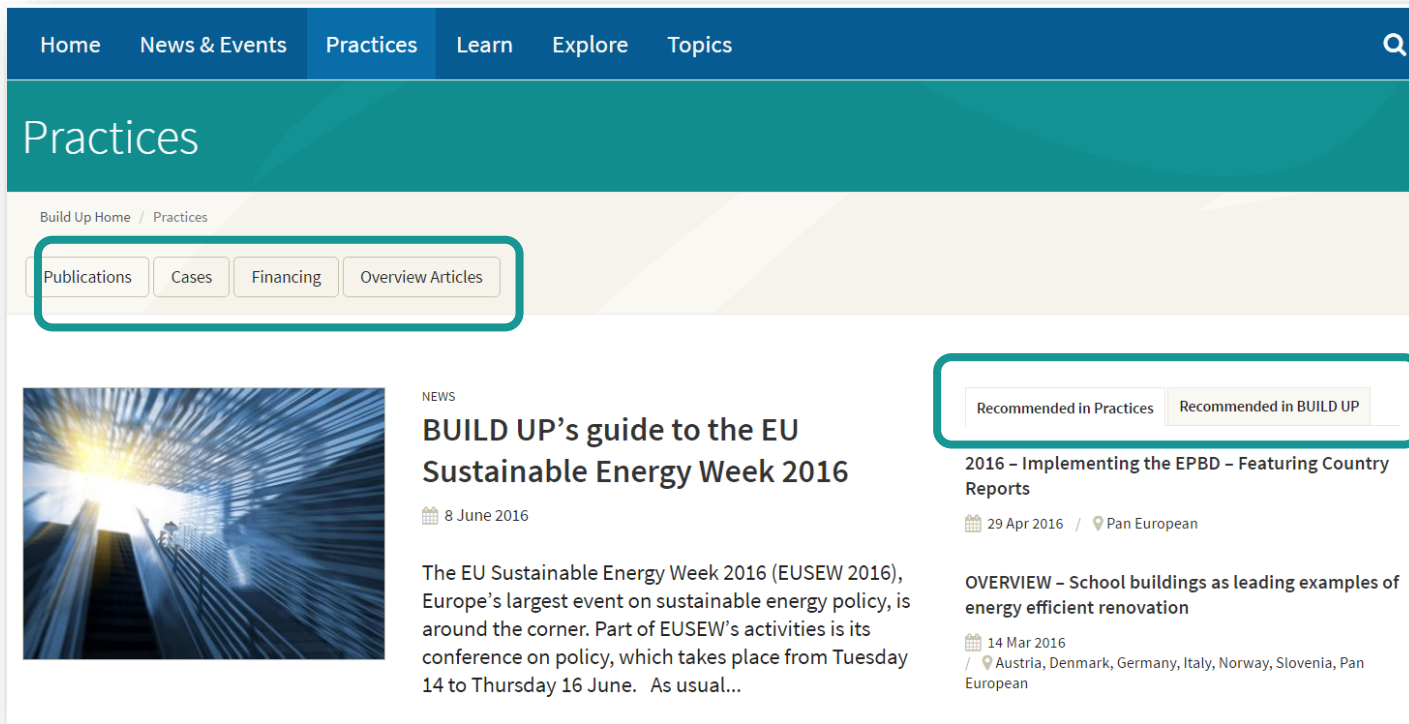 Home News & Events Practices Learn Explore Topics
Practices
Build Up Home / Practices
Publications Cases Financing Overview Articles
NEWS
BUILD UP’s guide to the EU
Sustainable Energy Week 2016
8 June 2016
The EU Sustainable Energy Week 2016 (EUSEW 2016),
Europe’s largest event on sustainable energy policy, is
around the corner. Part of EUSEW’s activities is its
conference on policy, which takes place from Tuesday
14 to Thursday 16 June. As usual...
Recommended in Practices Recommended in BUILD UP
2016 – Implementing the EPBD – Featuring Country
Reports
29 Apr 2016 / Pan European
OVERVIEW – School buildings as leading examples of
energy efficient renovation
14 Mar 2016
/ Austria, Denmark, Germany, Italy, Norway, Slovenia, Pan
European